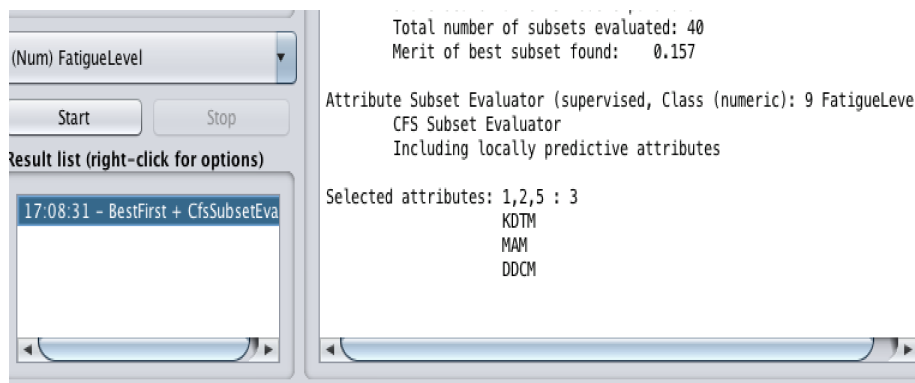 (Num) FatigueLevel
Start
Stop
Result list (right-click for options)
17:08:31 – BestFirst + CfsSubsetEva
Total number of subsets evaluated: 40
Merit of best subset found: 0.157
Attribute Subset Evaluator (supervised, Class (numeric): 9 FatigueLeve
CFS Subset Evaluator
Including locally predictive attributes
Selected attributes: 1,2,5 : 3
KDTM
MAM
DDCM